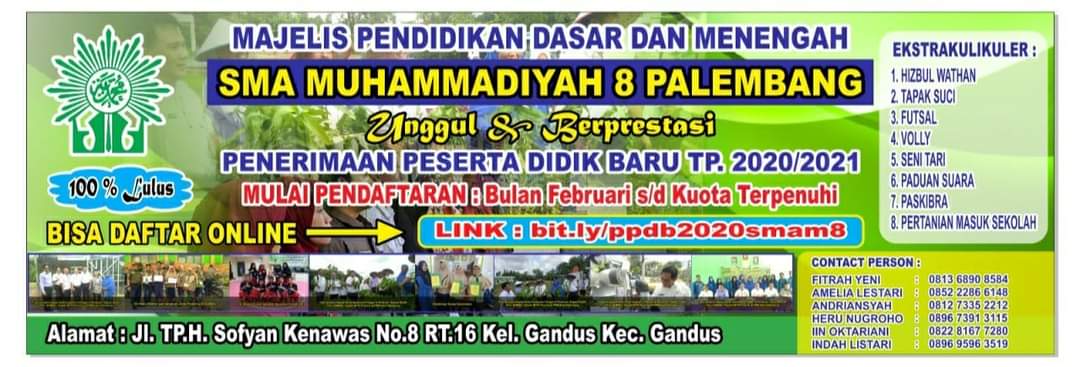 MAJELIS PENDIDIKAN DASAR DAN MENENGAH
SMA MUHAMMADIYAH 8 PALEMBANG
Unggul & Berprestasi
PENERIMAAN PESERTA DIDIK BARU TP. 2020/2021
100 % Lulus
MULAI PENDAFTARAN : Bulan Februari s/d Kuota Terpenuhi
BISA DAFTAR ONLINE
LINK : bit.ly/ppdb2020smam8
EKSTRAKULIKULER :
1. HIZBUL WATHAN
2. TAPAK SUCI
3. FUTSAL
4. VOLLY
5. SENI TARI
6. PADUAN SUARA
7. PASKIBRA
8. PERTANIAN MASUK SEKOLAH
CONTACT PERSON :
FITRAH YENI : 0813 6890 8584
AMELIA LESTARI : 0852 2286 6148
ANDRIANSYAH : 0812 7335 2212
HERU NUGROHO : 0896 7391 3115
IIN OKTARIANI : 0822 8167 7280
INDAH LISTARI : 0896 9596 3519
Alamat : Jl. TP.H. Sofyan Kenawas No.8 RT.16 Kel. Gandus Kec. Gandus